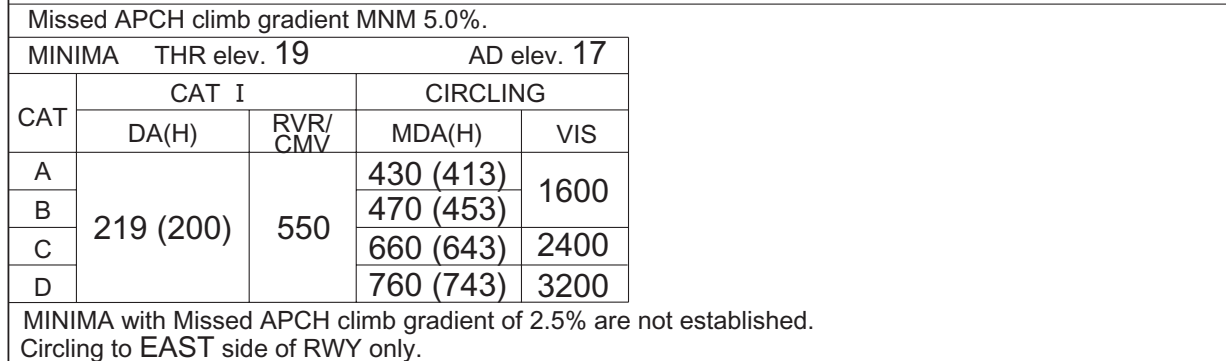 Missed APCH climb gradient MNM 5.0%.
MINIMA THR elev. 19 AD elev. 17
CAT CAT I CIRCLING
DA(H) RVR/CMV MDA(H) VIS
A 219 (200) 550 430 (413) 1600
B 470 (453)
C 660 (643) 2400
D 760 (743) 3200
MINIMA with Missed APCH climb gradient of 2.5% are not established.
Circling to EAST side of RWY only.